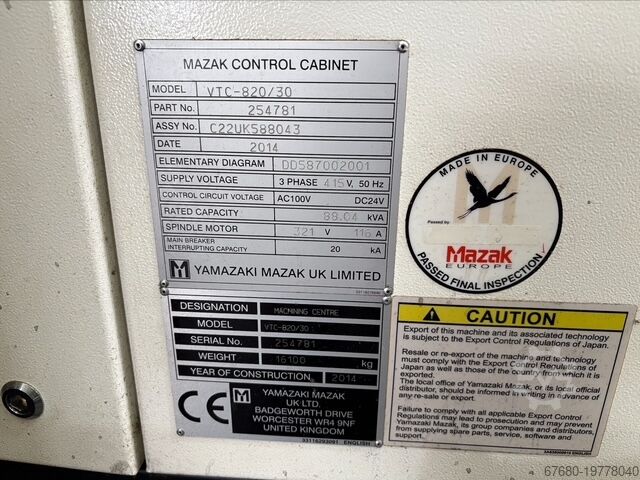 MAZAK CONTROL CABINET
MODEL VTC-820/30
PART No. 254781
ASSY No. C22UK588043
DATE 2014
ELEMENTARY DIAGRAM DD587002001
SUPPLY VOLTAGE 3 PHASE 415 V, 50 Hz
CONTROL CIRCUIT VOLTAGE AC100V DC24V
RATED CAPACITY 88.04 kVA
SPINDLE MOTOR 321 V 116 A
MAIN BREAKER
INTERRUPTING CAPACITY 20 kA
YAMAZAKI MAZAK UK LIMITED
DESIGNATION MACHINING CENTRE
MODEL VTC-820/30
SERIAL No. 254781
WEIGHT 16100 kg
YEAR OF CONSTRUCTION 2014
CE
YAMAZAKI MAZAK
UK LTD.
BADGEWORTH DRIVE
WORCESTER WR4 9NF
UNITED KINGDOM
33116293091 ENGLISH
MADE IN EUROPE
Passed by
Mazak
EUROPE
PASSED FINAL INSPECTION
CAUTION
Export of this machine and its associated technology
is subject to the Export Control Regulations of Japan.
Resale or re-export of the machine and technology
must be in compliance with the Export Regulations of
Japan as well as those of the country from which it is
exported.
The local office of Yamazaki Mazak, or its local official
distributor, should be informed in writing in advance of
any re-sale or export.
Failure to comply with all applicable Export Control
Regulations may lead to prosecution and may prevent
Yamazaki Mazak, its group companies and distributors,
from supplying spare parts, service, software and
support.
67680-19778040